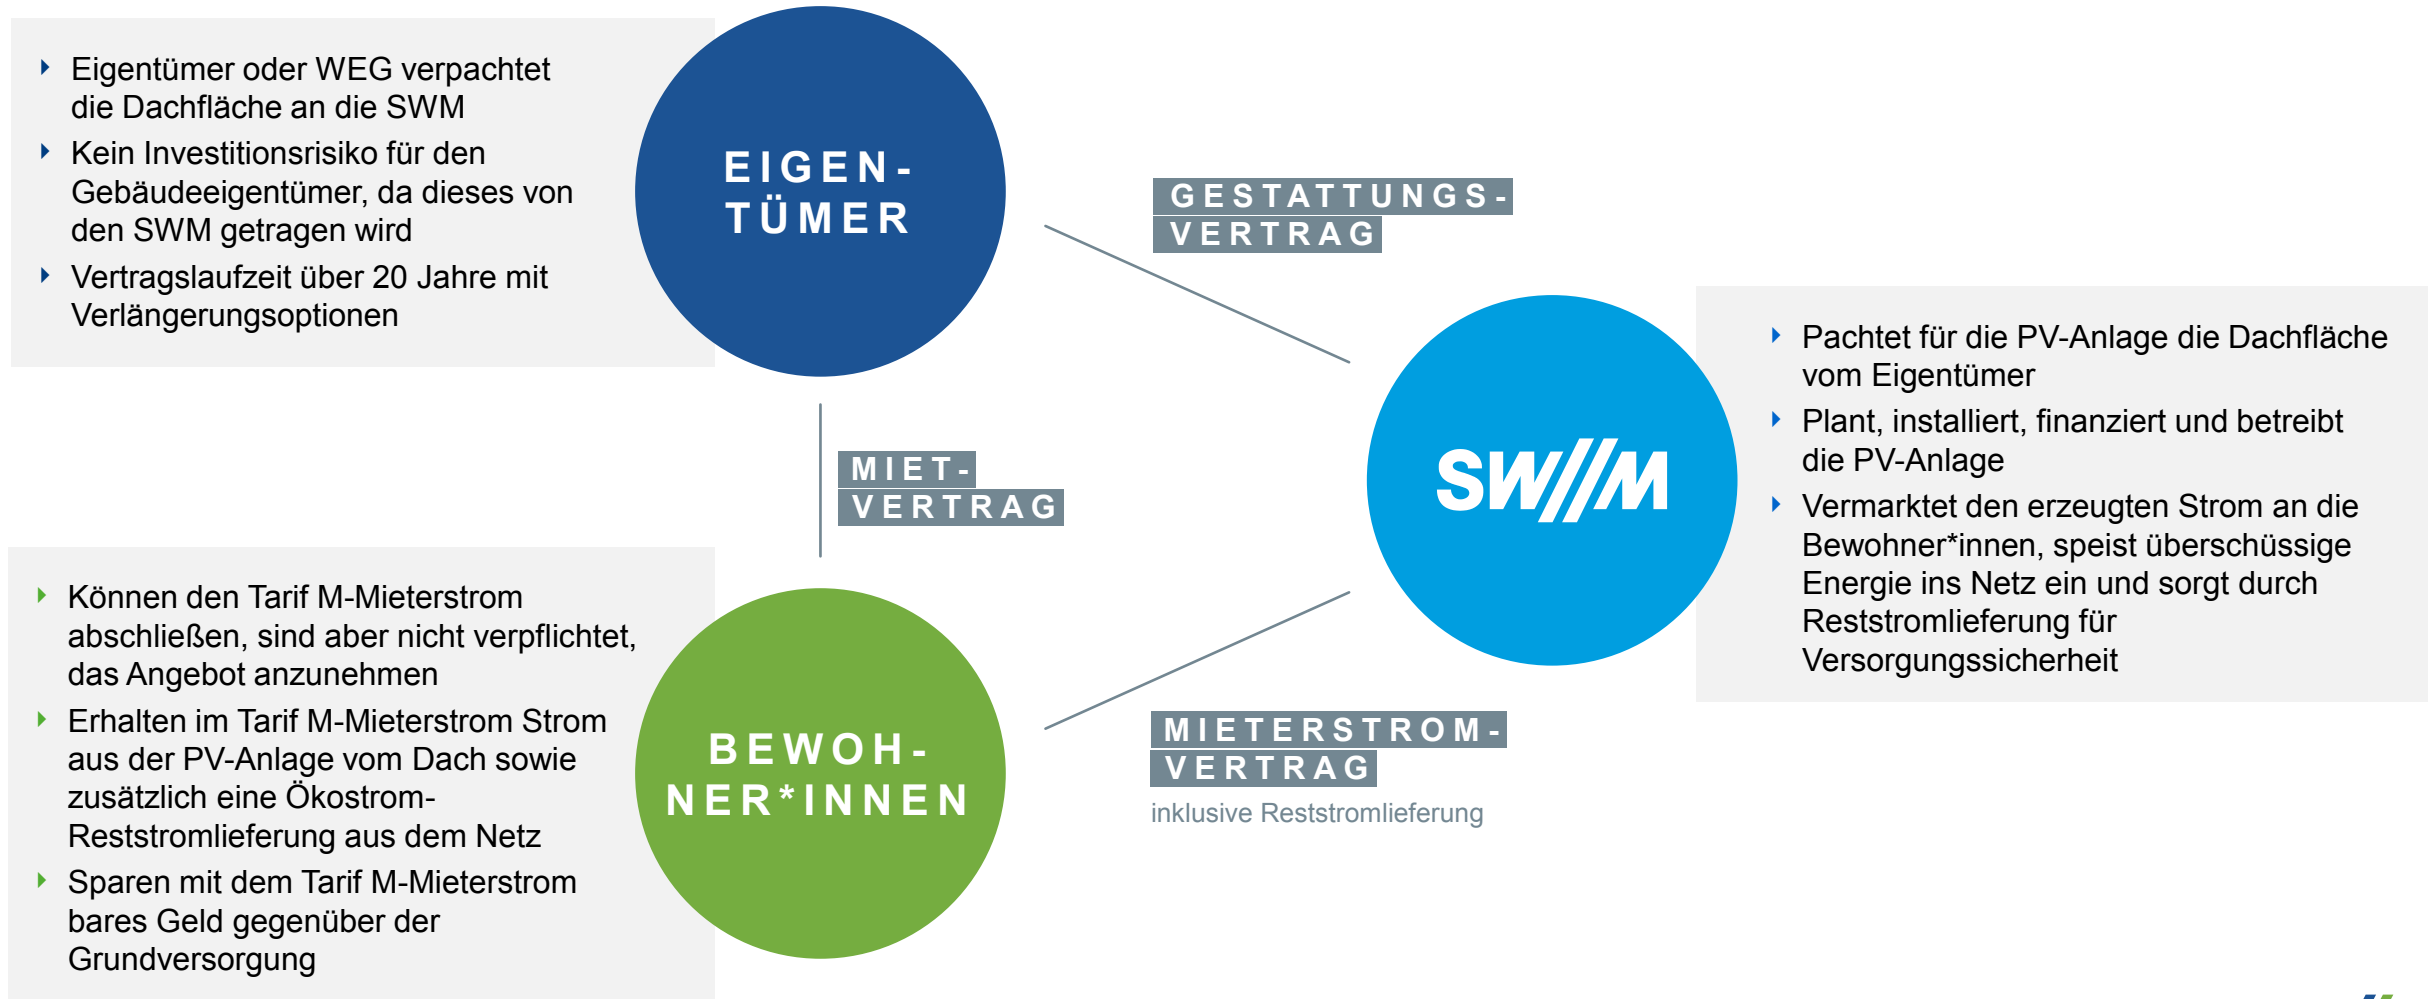 Eigentümer oder WEG verpachtet
die Dachfläche an die SWM
Kein Investitionsrisiko für den
Gebäudeeigentümer, da dieses von
den SWM getragen wird
Vertragslaufzeit über 20 Jahre mit
Verlängerungsoptionen
EIGEN-
TÜMER
GESTATTUNGS-
VERTRAG
MIET-
VERTRAG
SWM
Pachtet für die PV-Anlage die Dachfläche
vom Eigentümer
Plant, installiert, finanziert und betreibt
die PV-Anlage
Vermarktet den erzeugten Strom an die
Bewohner*innen, speist überschüssige
Energie ins Netz ein und sorgt durch
Reststromlieferung für
Versorgungssicherheit
Können den Tarif M-Mieterstrom
abschließen, sind aber nicht verpflichtet,
das Angebot anzunehmen
Erhalten im Tarif M-Mieterstrom Strom
aus der PV-Anlage vom Dach sowie
zusätzlich eine Ökostrom-
Reststromlieferung aus dem Netz
Sparen mit dem Tarif M-Mieterstrom
bares Geld gegenüber der
Grundversorgung
BEWOH-
NER*INNEN
MIETERSTROM-
VERTRAG
inklusive Reststromlieferung